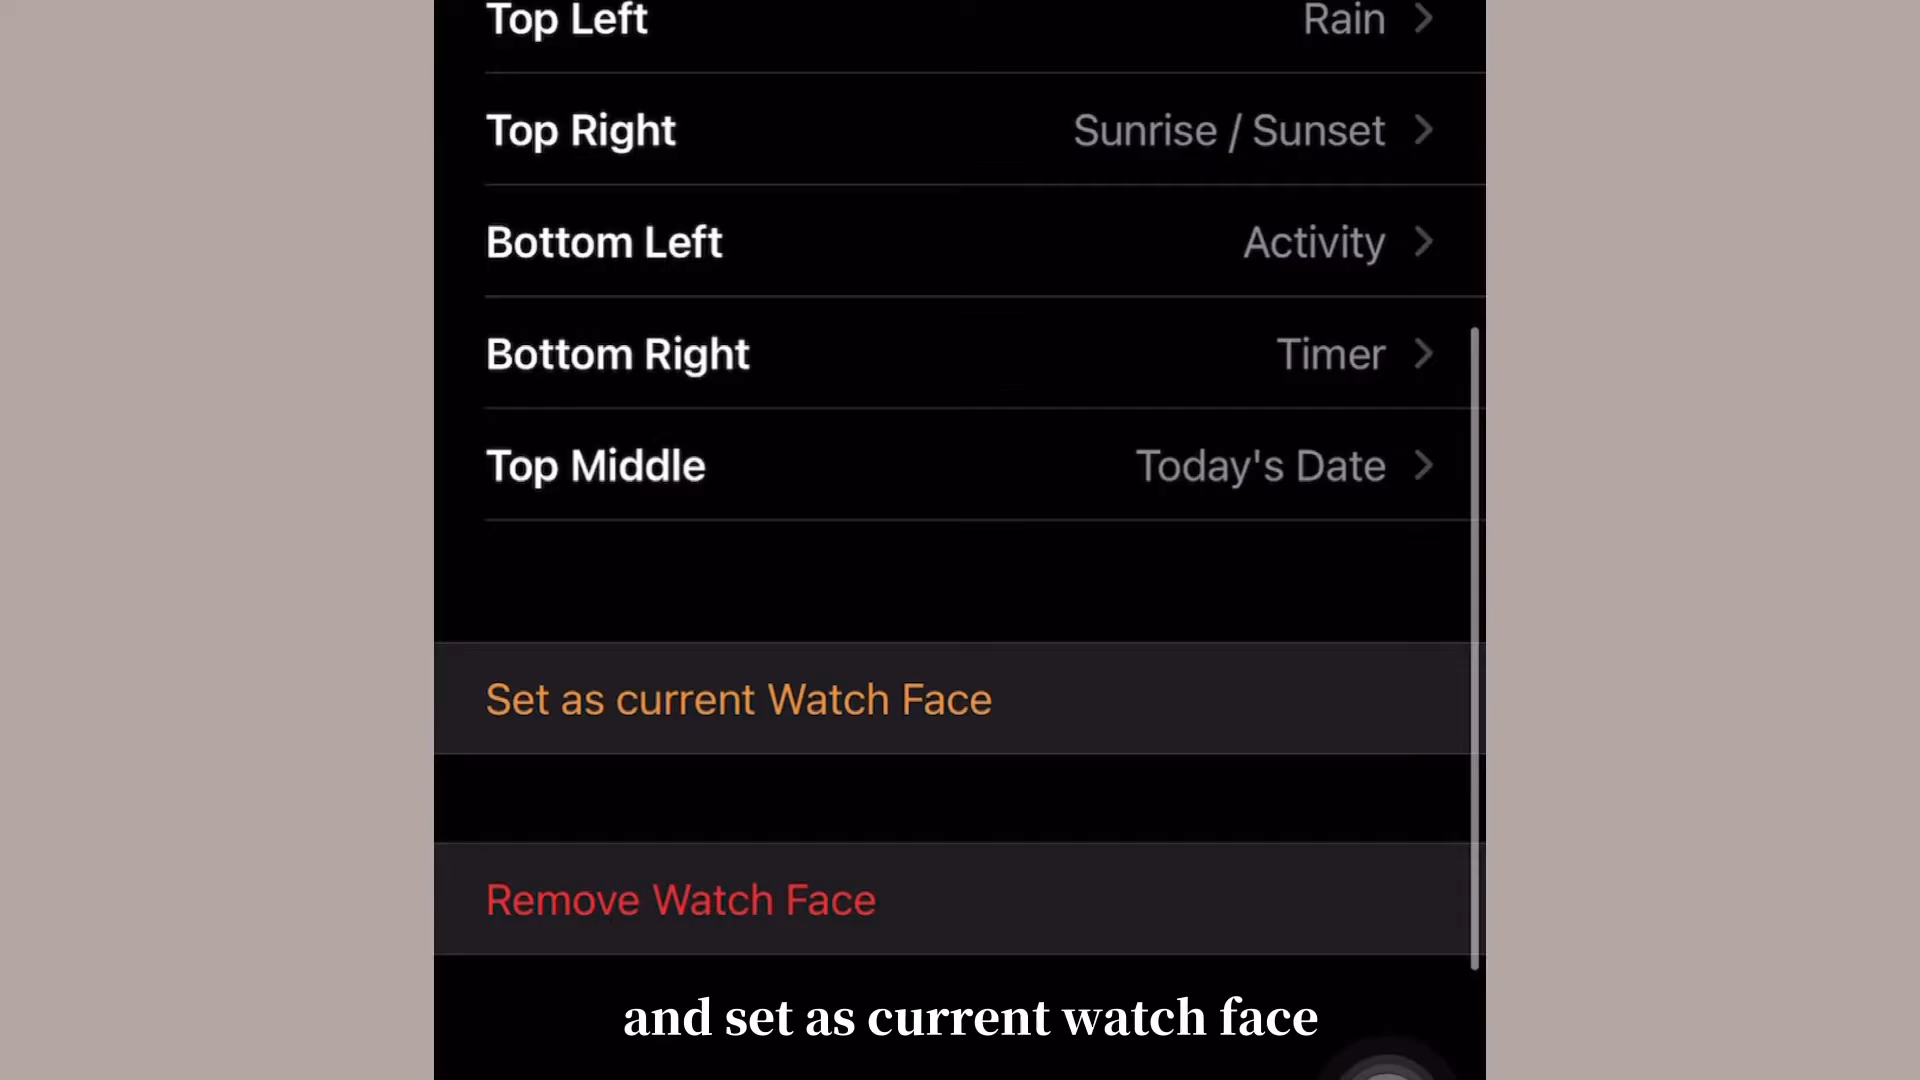 Top Left Rain
Top Right Sunrise / Sunset
Bottom Left Activity
Bottom Right Timer
Top Middle Today's Date
Set as current Watch Face
Remove Watch Face
and set as current watch face